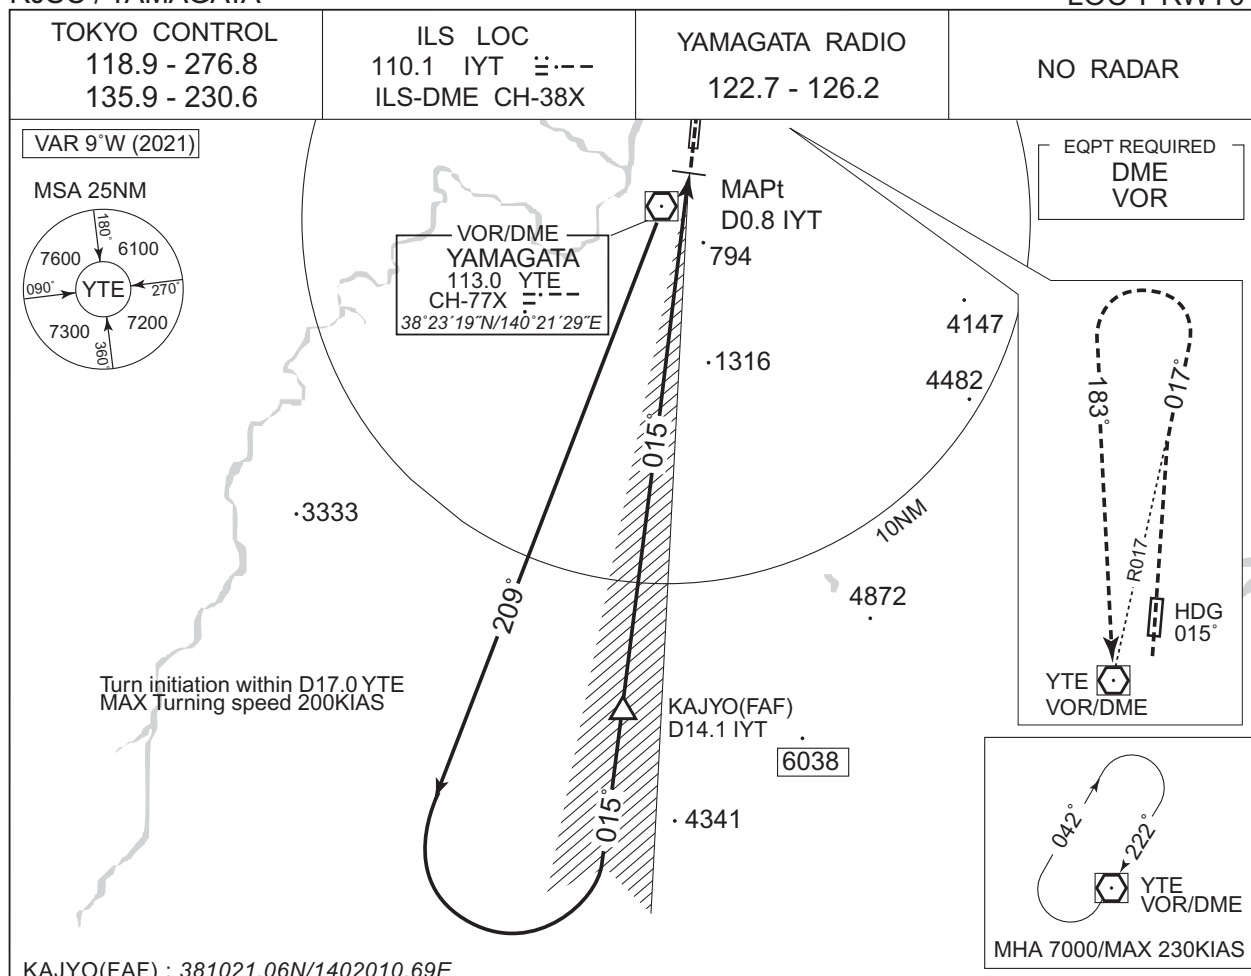 TOKYO CONTROL
118.9 - 276.8
135.9 - 230.6
ILS LOC
110.1 IYT
ILS-DME CH-38X
YAMAGATA RADIO
122.7 - 126.2
NO RADAR
VAR 9°W (2021)
MSA 25NM
180°
7600
6100
090°
YTE
270°
7300
7200
360°
VOR/DME
YAMAGATA
113.0 YTE
CH-77X
38°23´19˝N/140°21´29˝E
MAPt
D0.8 IYT
794
EQPT REQUIRED
DME
VOR
4147
1316
4482
015°
183°
017°
3333
10NM
209°
4872
R017
HDG
015°
Turn initiation within D17.0 YTE
MAX Turning speed 200KIAS
KAJYO(FAF)
D14.1 IYT
YTE
VOR/DME
6038
015°
4341
042°
222°
YTE
VOR/DME
MHA 7000/MAX 230KIAS
KAJYO(FAF) : 381021.06N/1402010.69E